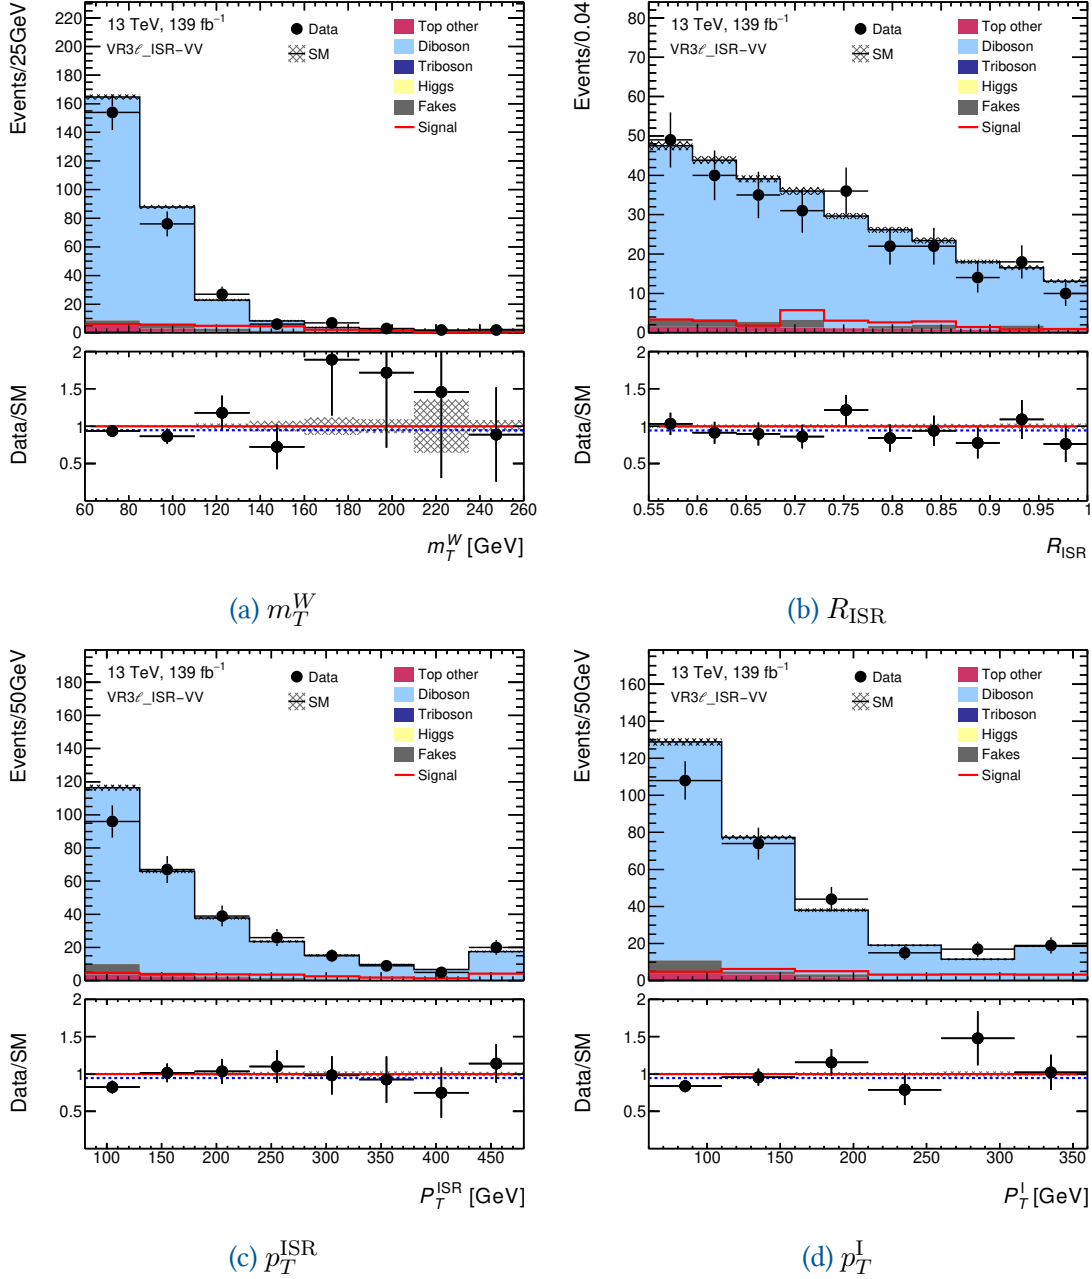 Events/25GeV
220
200
180
160
140
120
100
80
60
40
20
0
13 TeV, 139 fb⁻¹
VR3ℓ_ISR−VV
Data
SM
Top other
Diboson
Triboson
Higgs
Fakes
Signal
Data/SM
2
1.5
1
0.5
60 80 100 120 140 160 180 200 220 240 260
m_T^W [GeV]
(a) m_T^W
Events/0.04
80
70
60
50
40
30
20
10
0
13 TeV, 139 fb⁻¹
VR3ℓ_ISR−VV
Data
SM
Top other
Diboson
Triboson
Higgs
Fakes
Signal
Data/SM
2
1.5
1
0.5
0.55 0.6 0.65 0.7 0.75 0.8 0.85 0.9 0.95 1
R_ISR
(b) R_ISR
Events/50GeV
180
160
140
120
100
80
60
40
20
0
13 TeV, 139 fb⁻¹
VR3ℓ_ISR−VV
Data
SM
Top other
Diboson
Triboson
Higgs
Fakes
Signal
Data/SM
2
1.5
1
0.5
100 150 200 250 300 350 400 450
P_T^ISR [GeV]
(c) p_T^ISR
Events/50GeV
160
140
120
100
80
60
40
20
0
13 TeV, 139 fb⁻¹
VR3ℓ_ISR−VV
Data
SM
Top other
Diboson
Triboson
Higgs
Fakes
Signal
Data/SM
2
1.5
1
0.5
100 150 200 250 300 350
P_T^I [GeV]
(d) p_T^I